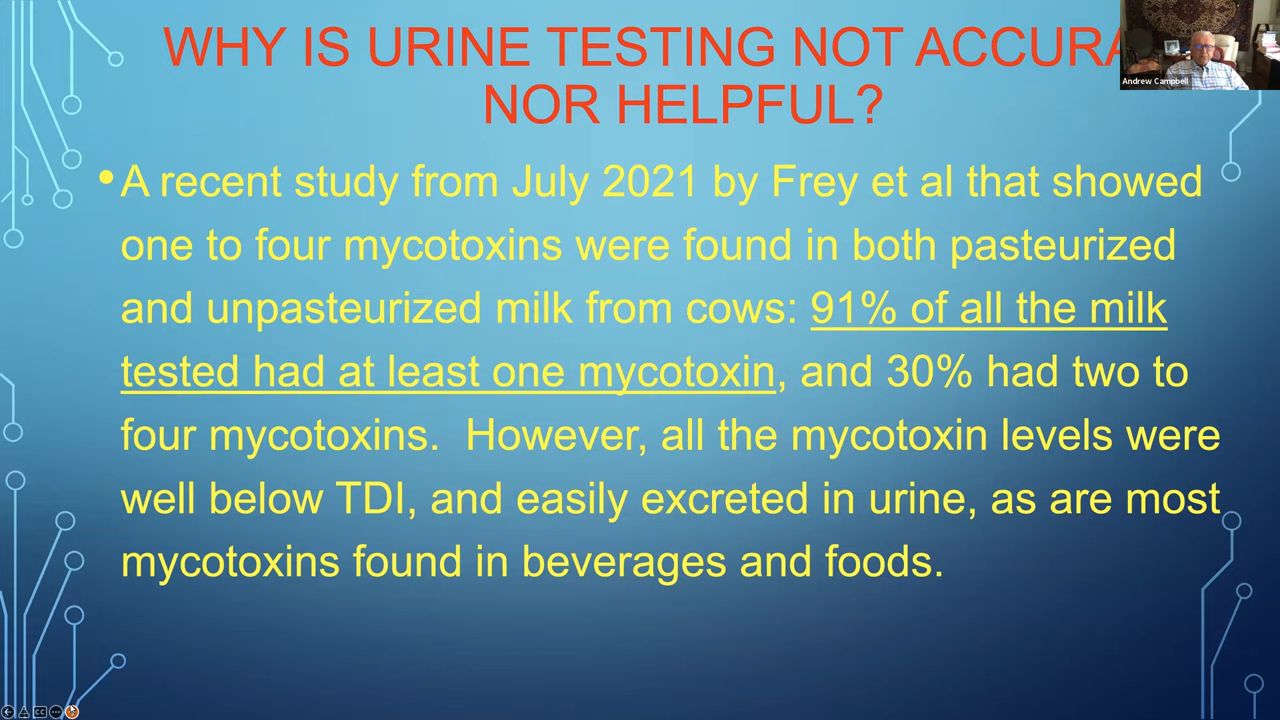 WHY IS URINE TESTING NOT ACCURA
NOR HELPFUL?
Andrew Campbell
• A recent study from July 2021 by Frey et al that showed
one to four mycotoxins were found in both pasteurized
and unpasteurized milk from cows: 91% of all the milk
tested had at least one mycotoxin, and 30% had two to
four mycotoxins.  However, all the mycotoxin levels were
well below TDI, and easily excreted in urine, as are most
mycotoxins found in beverages and foods.